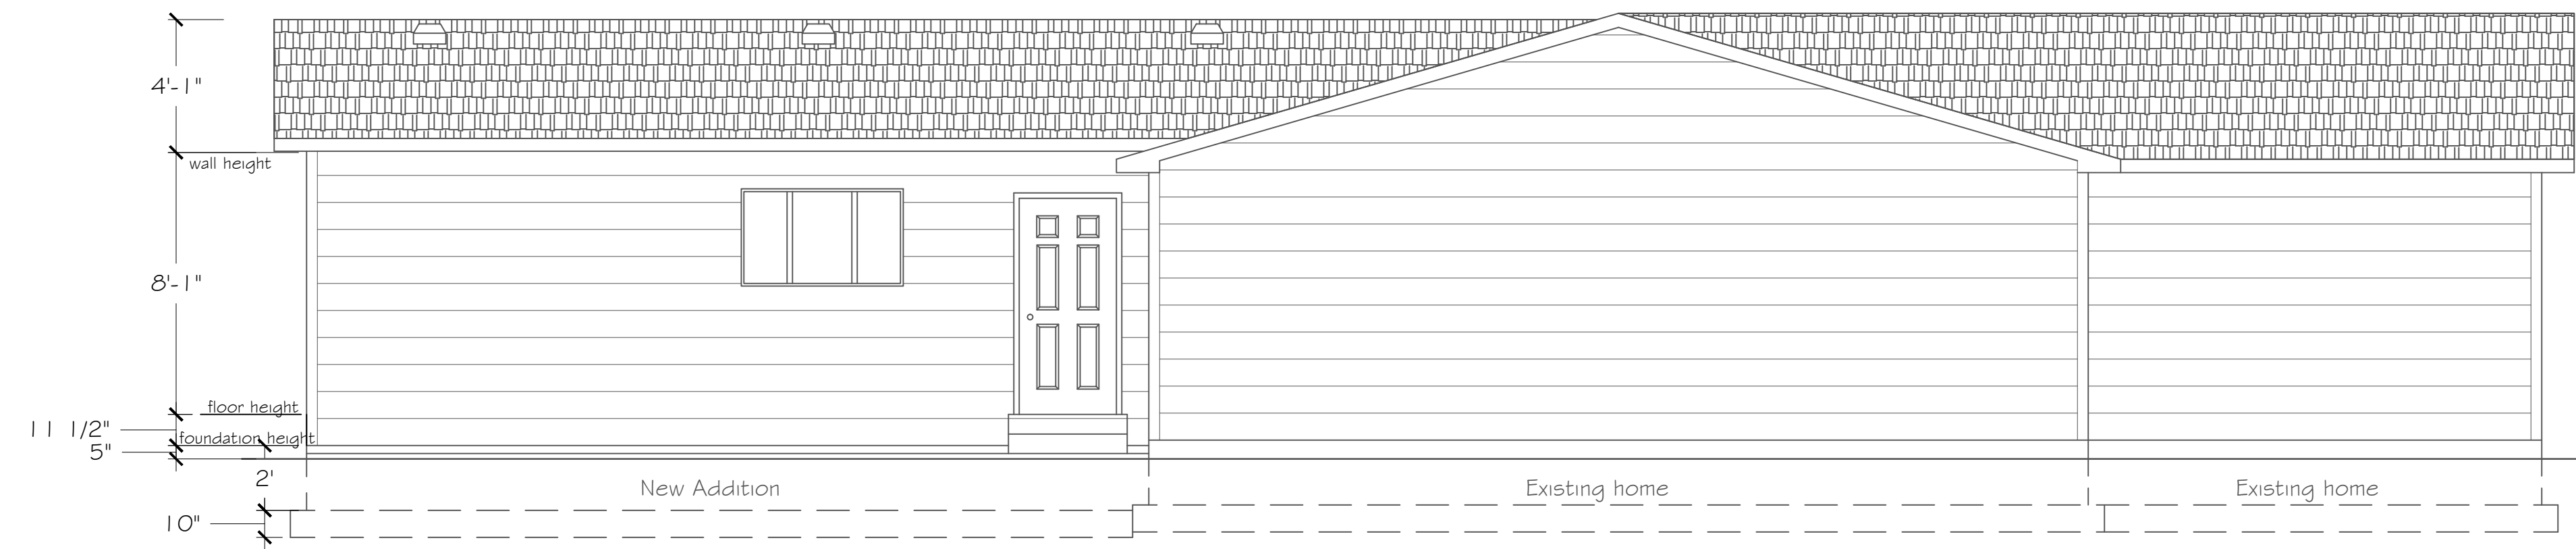 4'-1"
wall height
8'-1"
floor height
11 1/2"
foundation height
5"
2'
New Addition
Existing home
Existing home
10"